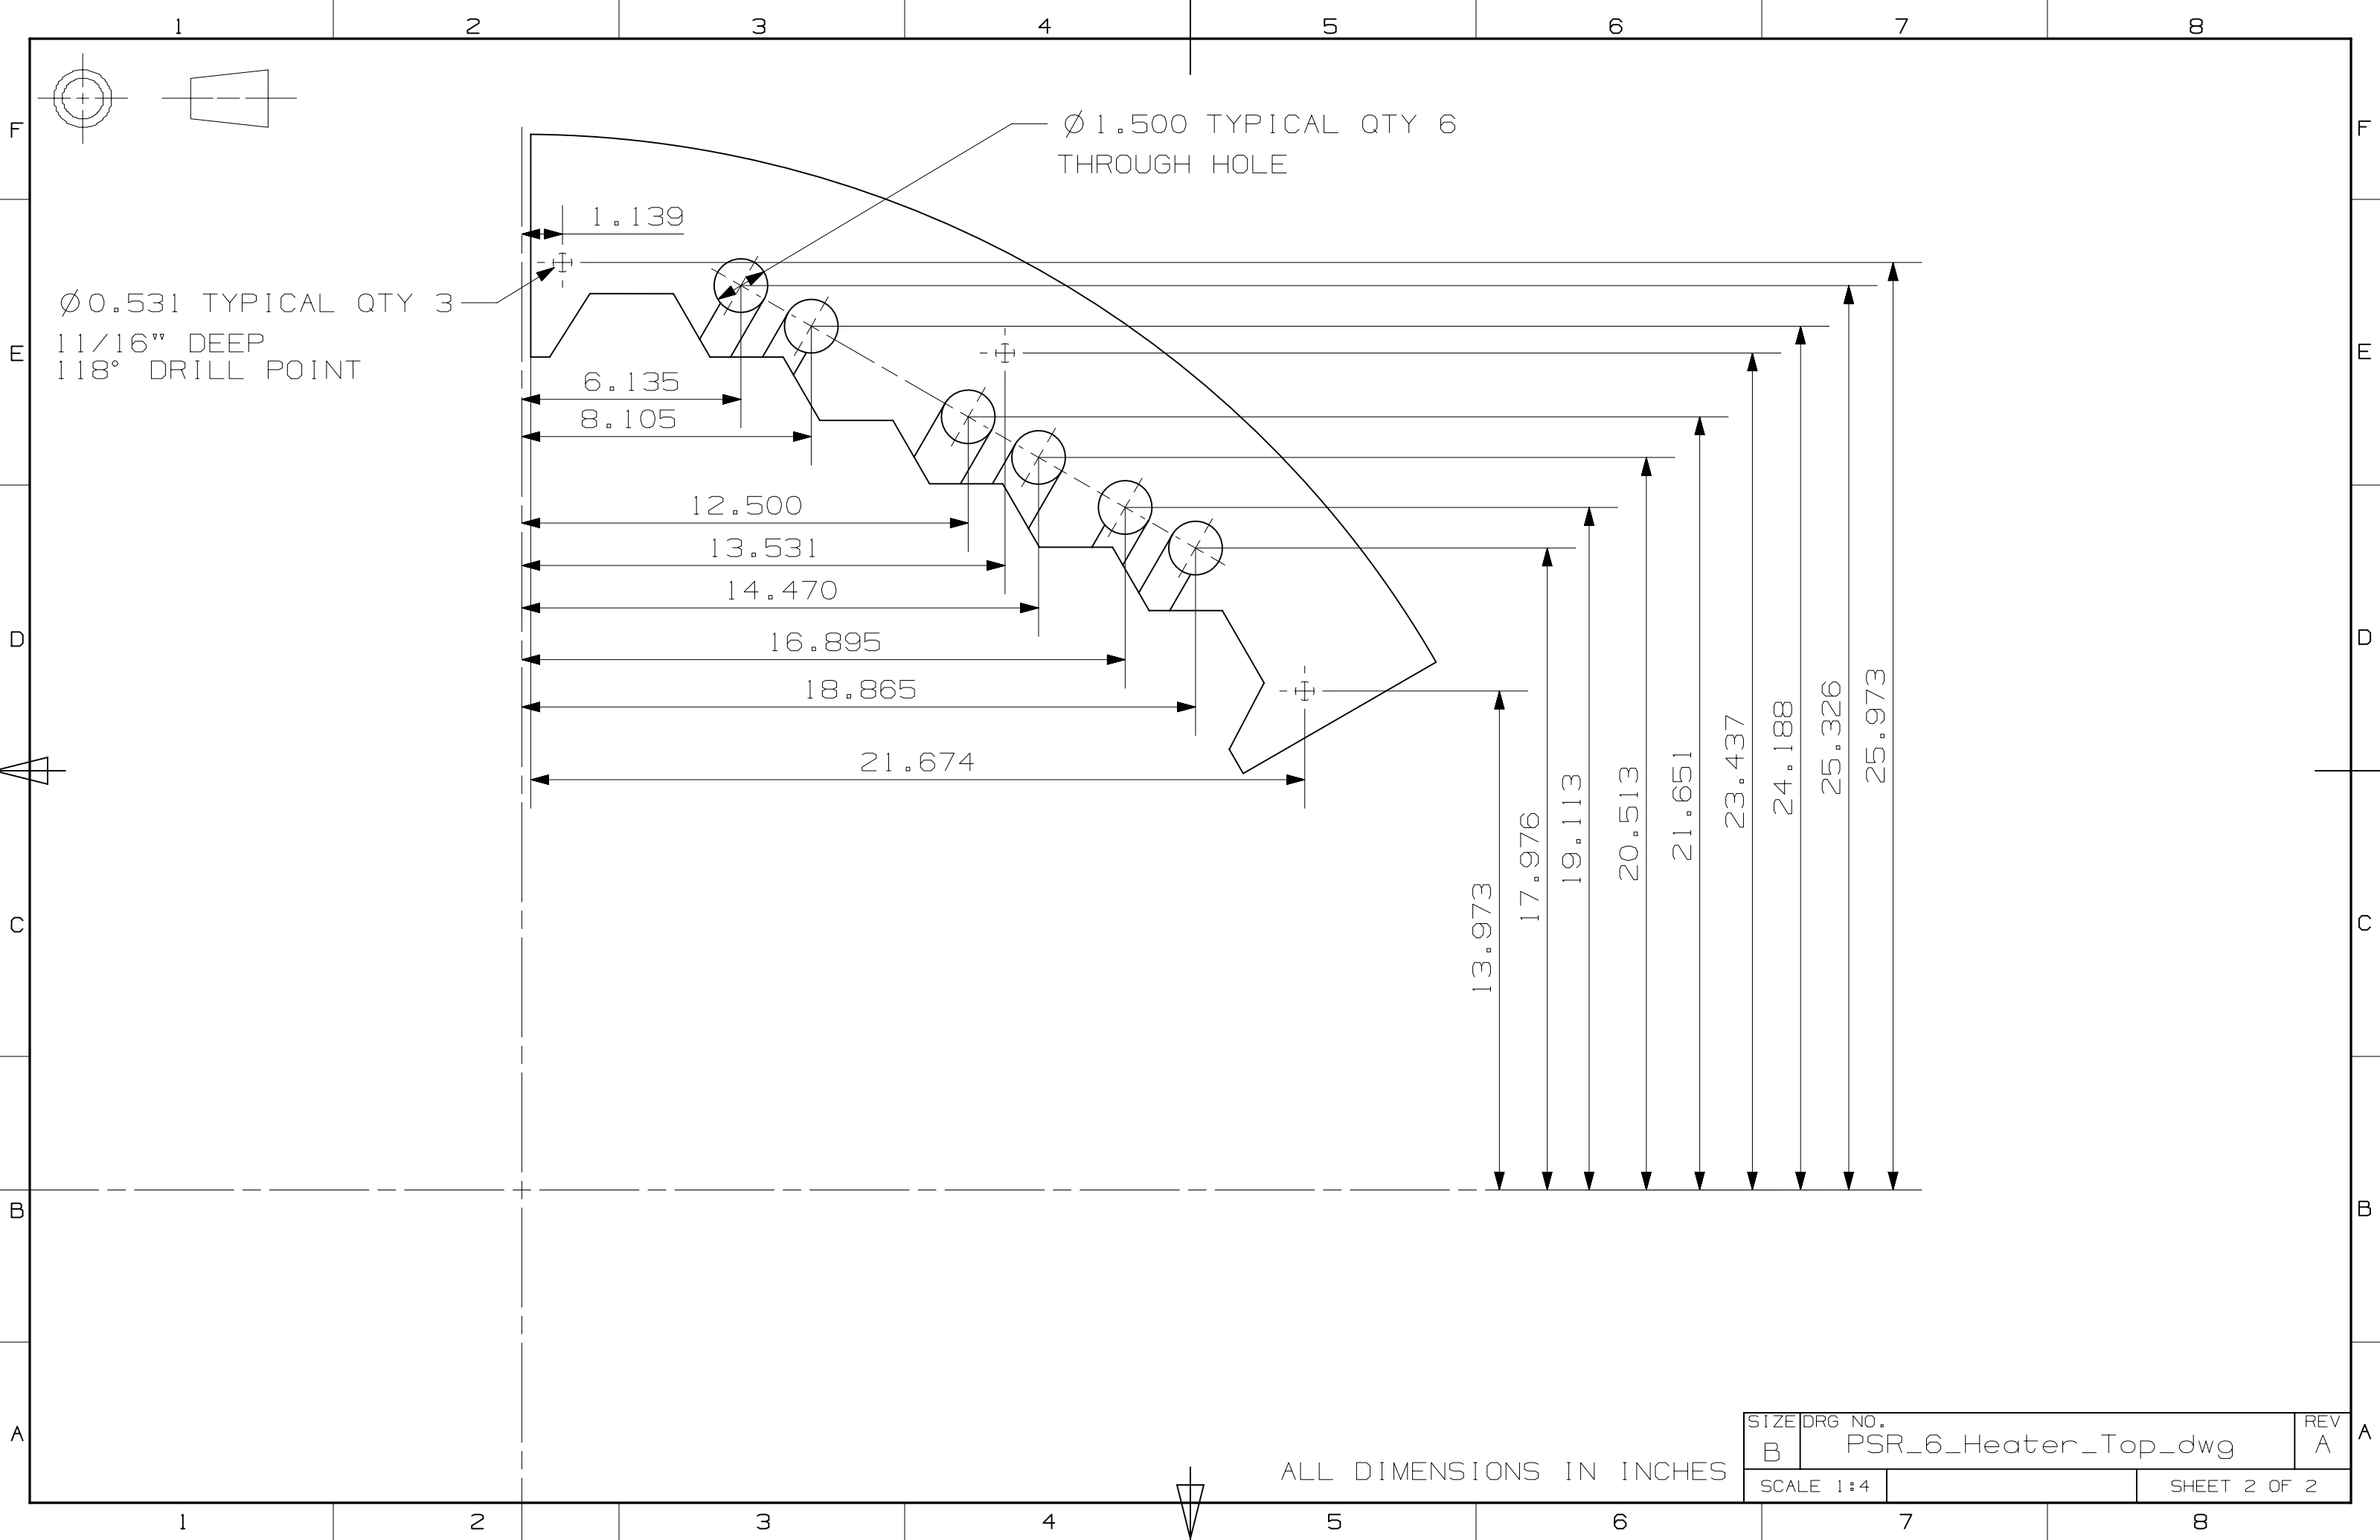 1 2 3 4 5 6 7 8
F F
Ø1.500 TYPICAL QTY 6
THROUGH HOLE
1.139
Ø0.531 TYPICAL QTY 3
11/16" DEEP
118° DRILL POINT
E E
6.135
8.105
12.500
13.531
14.470
16.895
18.865
21.674
D D
13.973
17.976
19.113
20.513
21.651
23.437
24.188
25.326
25.973
C C
B B
A A
ALL DIMENSIONS IN INCHES
SIZE DRG NO. REV
B PSR_6_Heater_Top_dwg A
SCALE 1:4 SHEET 2 OF 2
1 2 3 4 5 6 7 8